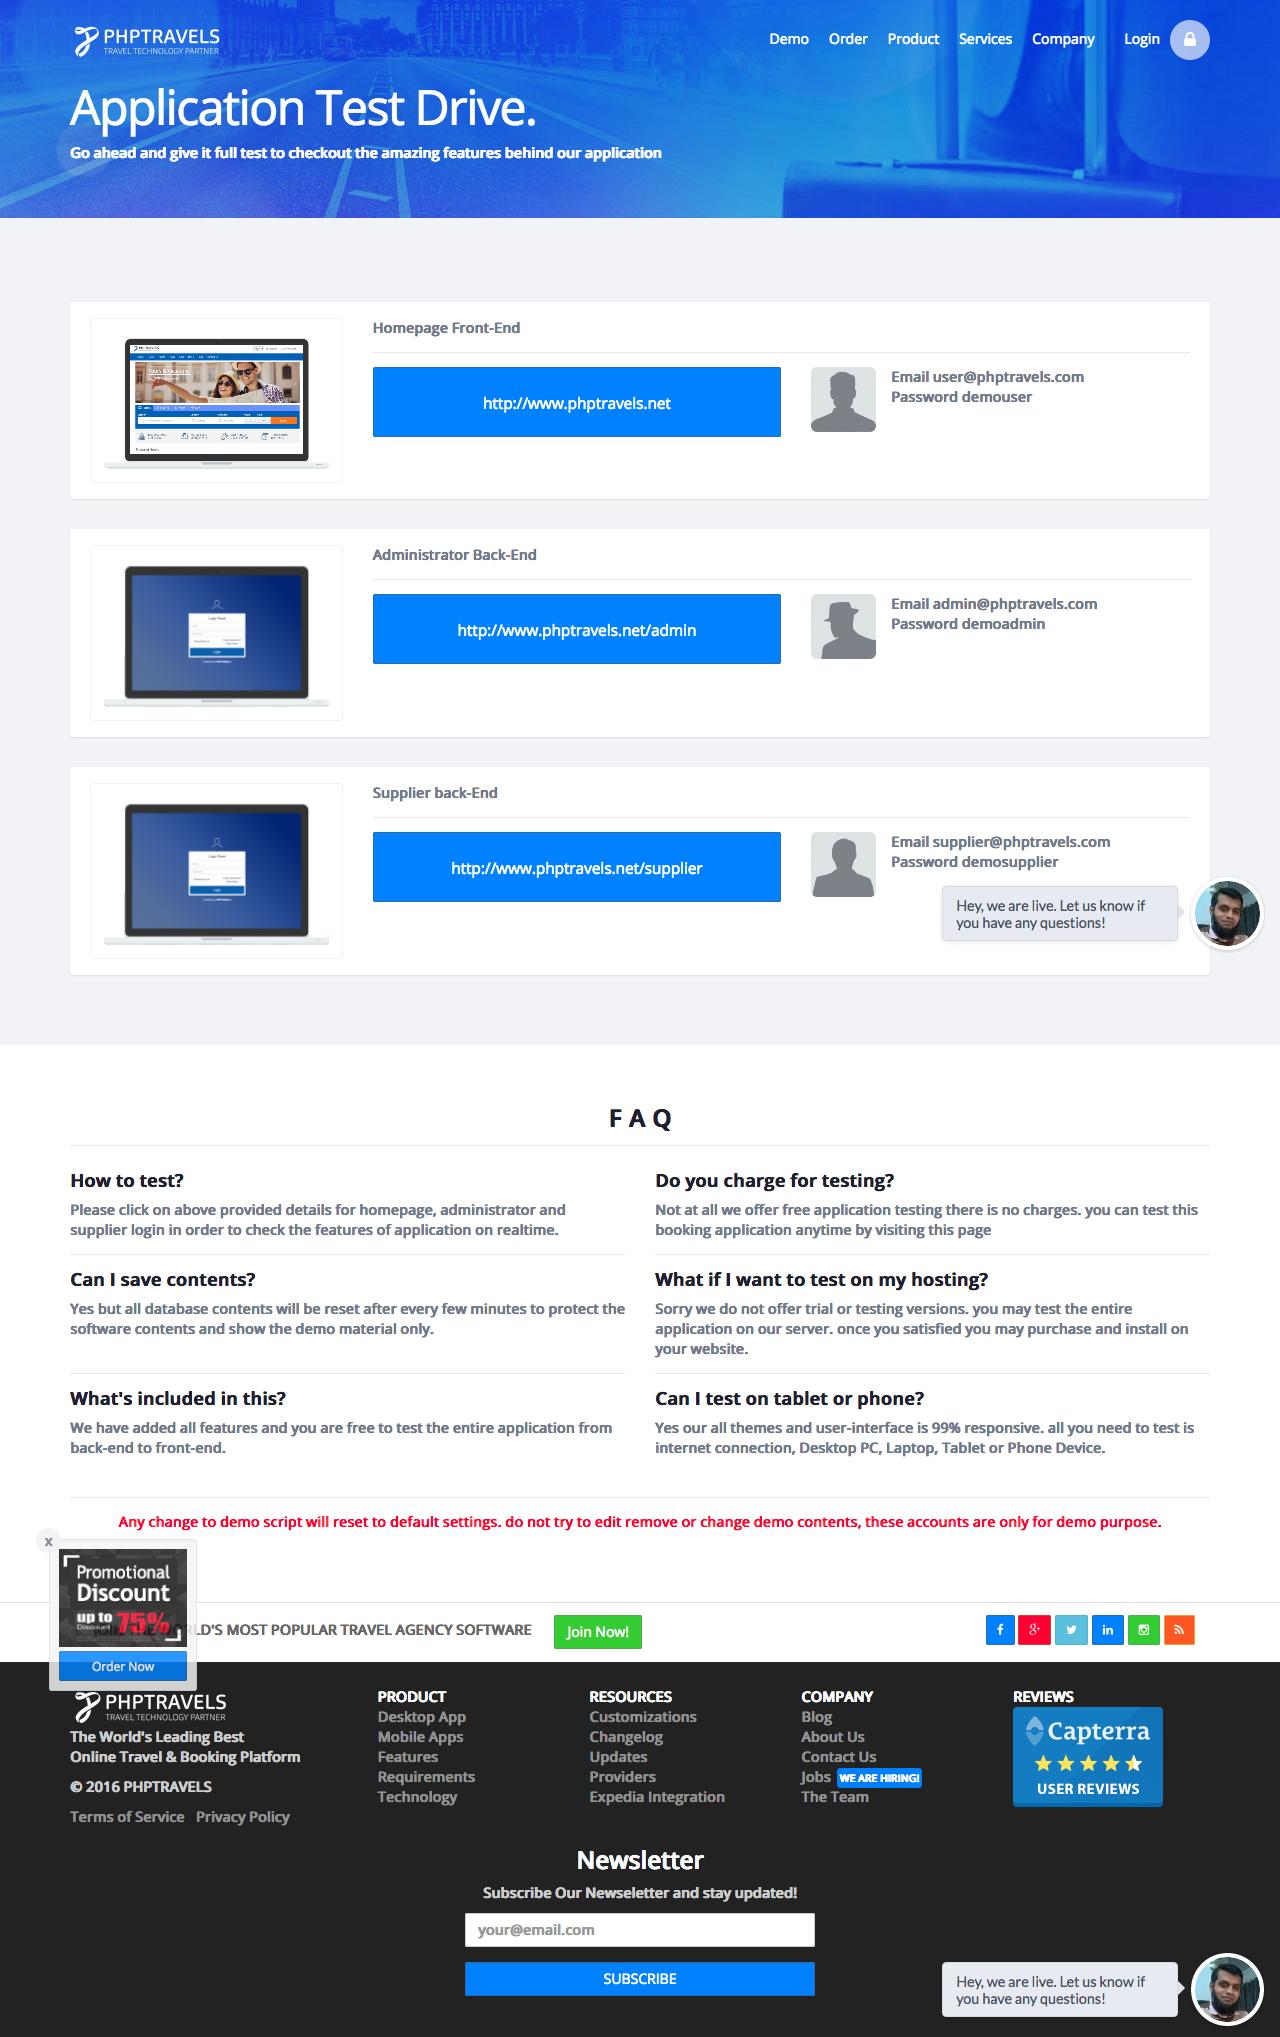 PHPTRAVELS
TRAVEL TECHNOLOGY PARTNER
Demo Order Product Services Company Login
Application Test Drive.
Go ahead and give it full test to checkout the amazing features behind our application
Homepage Front-End
http://www.phptravels.net
Email user@phptravels.com
Password demouser
Administrator Back-End
http://www.phptravels.net/admin
Email admin@phptravels.com
Password demoadmin
Supplier back-End
http://www.phptravels.net/supplier
Email supplier@phptravels.com
Password demosupplier
Hey, we are live. Let us know if
you have any questions!
F A Q
How to test?
Please click on above provided details for homepage, administrator and
supplier login in order to check the features of application on realtime.
Do you charge for testing?
Not at all we offer free application testing there is no charges. you can test this
booking application anytime by visiting this page
Can I save contents?
Yes but all database contents will be reset after every few minutes to protect the
software contents and show the demo material only.
What if I want to test on my hosting?
Sorry we do not offer trial or testing versions. you may test the entire
application on our server. once you satisfied you may purchase and install on
your website.
What's included in this?
We have added all features and you are free to test the entire application from
back-end to front-end.
Can I test on tablet or phone?
Yes our all themes and user-interface is 99% responsive. all you need to test is
internet connection, Desktop PC, Laptop, Tablet or Phone Device.
Any change to demo script will reset to default settings. do not try to edit remove or change demo contents, these accounts are only for demo purpose.
x
Promotional
Discount
up to 75%
Discount
Order Now
RLD'S MOST POPULAR TRAVEL AGENCY SOFTWARE
Join Now!
PHPTRAVELS
TRAVEL TECHNOLOGY PARTNER
The World's Leading Best
Online Travel & Booking Platform
© 2016 PHPTRAVELS
Terms of Service Privacy Policy
PRODUCT
Desktop App
Mobile Apps
Features
Requirements
Technology
RESOURCES
Customizations
Changelog
Updates
Providers
Expedia Integration
COMPANY
Blog
About Us
Contact Us
Jobs WE ARE HIRING!
The Team
REVIEWS
Capterra
USER REVIEWS
Newsletter
Subscribe Our Newseletter and stay updated!
your@email.com
SUBSCRIBE
Hey, we are live. Let us know if
you have any questions!